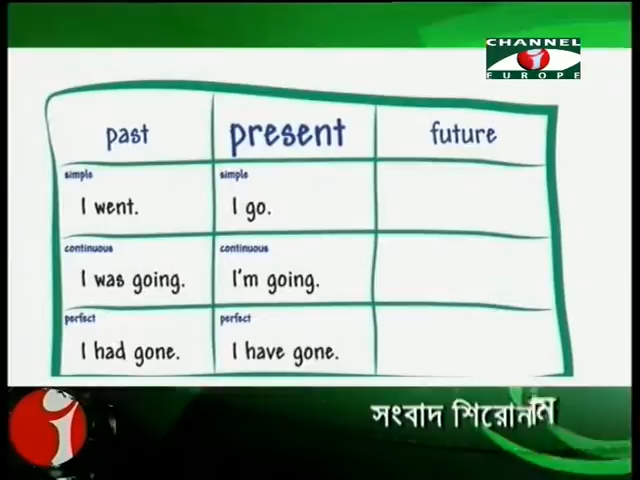 CHANNEL
i
EUROPE
past present future
simple simple
I went. I go.
continuous continuous
I was going. I'm going.
perfect perfect
I had gone. I have gone.
i
সংবাদ শিরোনাম